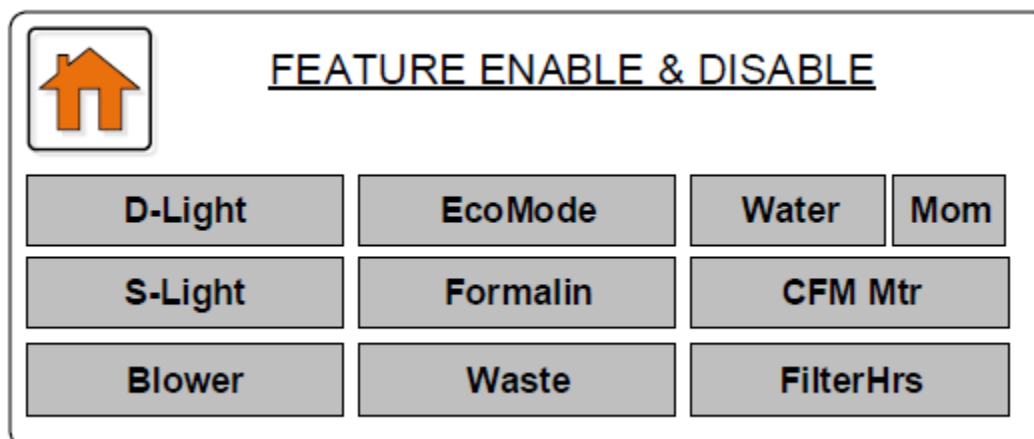 FEATURE ENABLE & DISABLE
D-Light EcoMode Water Mom
S-Light Formalin CFM Mtr
Blower Waste FilterHrs